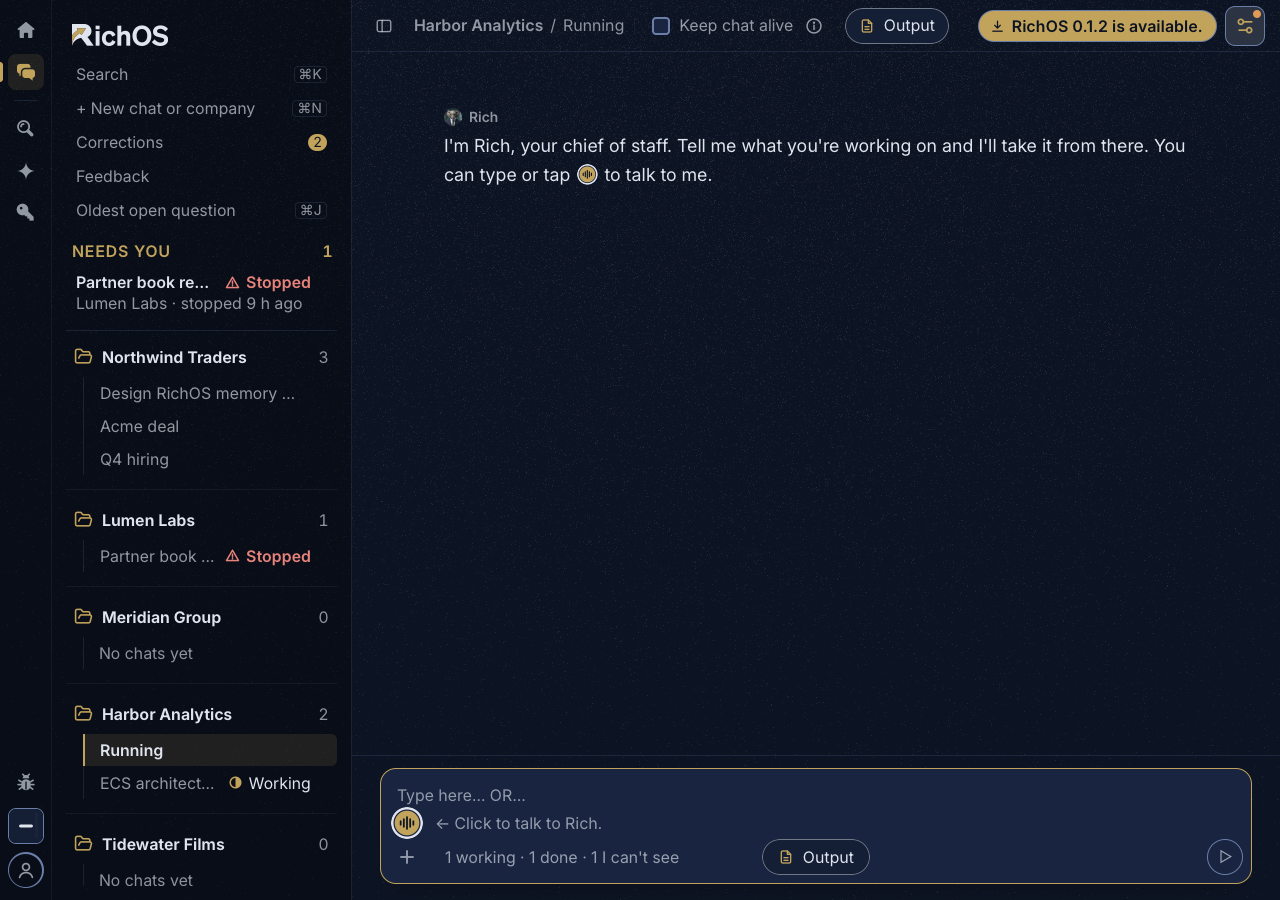 RichOS
Search ⌘K
+ New chat or company ⌘N
Corrections 2
Feedback
Oldest open question ⌘J
NEEDS YOU 1
Partner book re... Stopped
Lumen Labs · stopped 9 h ago
Northwind Traders 3
Design RichOS memory ...
Acme deal
Q4 hiring
Lumen Labs 1
Partner book ... Stopped
Meridian Group 0
No chats yet
Harbor Analytics 2
Running
ECS architect... Working
Tidewater Films 0
No chats yet
Harbor Analytics / Running
Keep chat alive
Output
RichOS 0.1.2 is available.
Rich
I'm Rich, your chief of staff. Tell me what you're working on and I'll take it from there. You
can type or tap to talk to me.
Type here... OR...
← Click to talk to Rich.
1 working · 1 done · 1 I can't see
Output